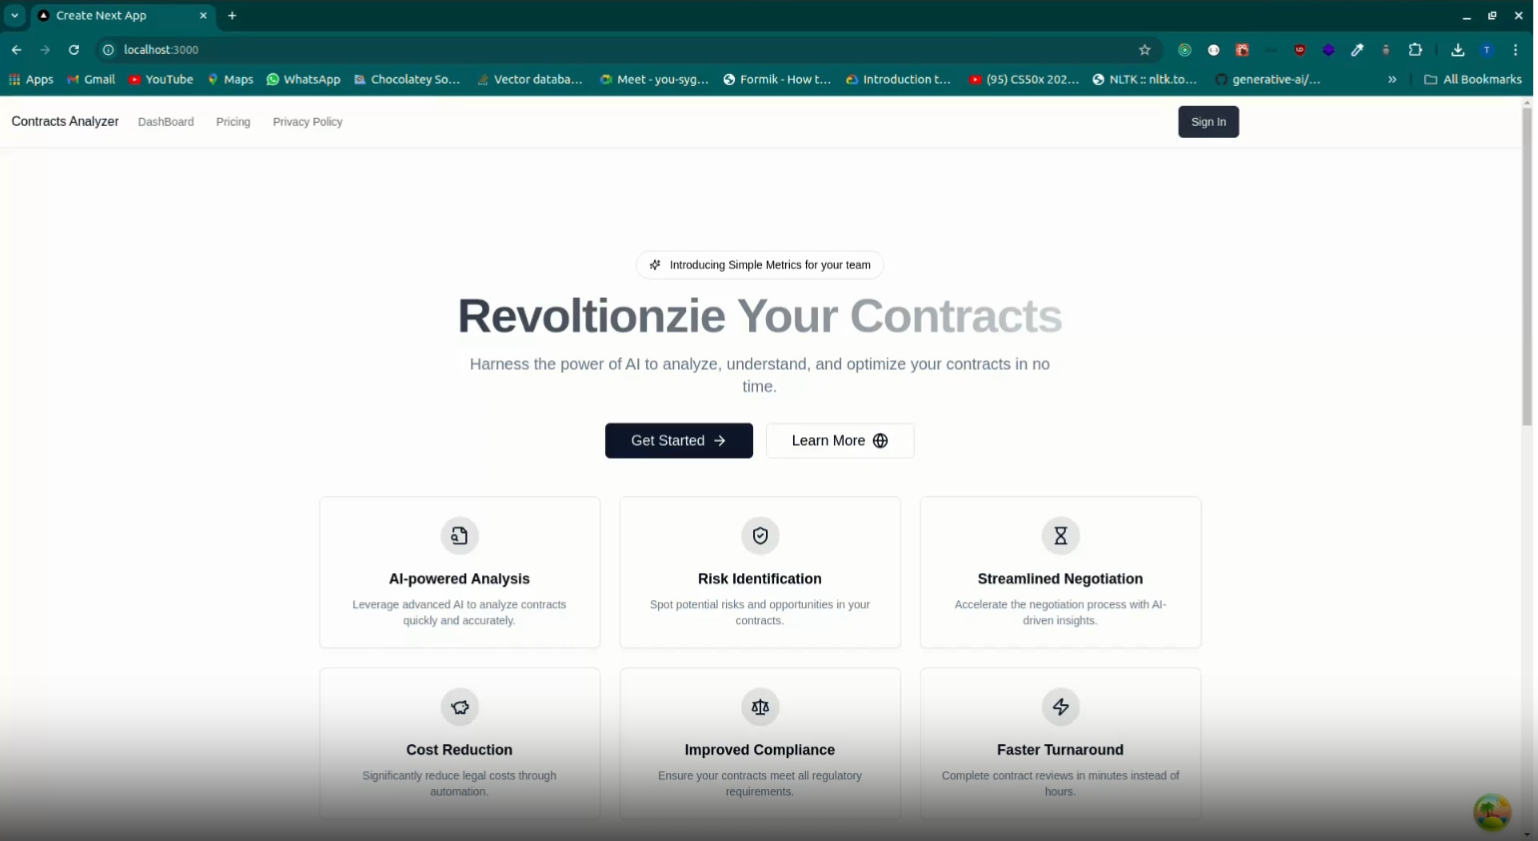 Create Next App
localhost:3000
Apps Gmail YouTube Maps WhatsApp Chocolatey So... Vector databa... Meet - you-syg... Formik - How t... Introduction t... (95) CS50x 202... NLTK :: nltk.to... generative-ai/... » All Bookmarks
Contracts Analyzer DashBoard Pricing Privacy Policy Sign In
Introducing Simple Metrics for your team
Revoltionzie Your Contracts
Harness the power of AI to analyze, understand, and optimize your contracts in no
time.
Get Started Learn More
AI-powered Analysis
Leverage advanced AI to analyze contracts
quickly and accurately.
Risk Identification
Spot potential risks and opportunities in your
contracts.
Streamlined Negotiation
Accelerate the negotiation process with AI-
driven insights.
Cost Reduction
Significantly reduce legal costs through
automation.
Improved Compliance
Ensure your contracts meet all regulatory
requirements.
Faster Turnaround
Complete contract reviews in minutes instead of
hours.